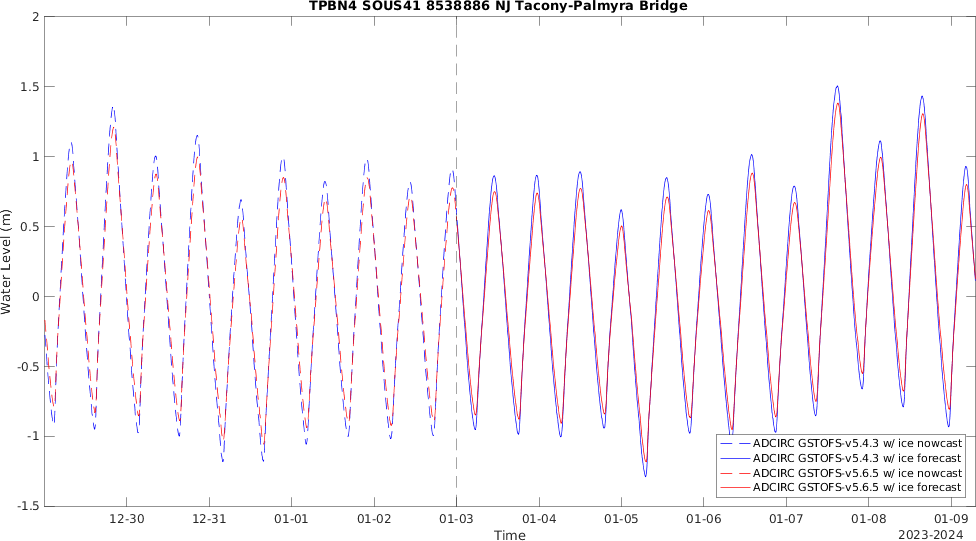 TPBN4 SOUS41 8538886 NJ Tacony-Palmyra Bridge
2
1.5
1
0.5
0
-0.5
-1
-1.5
Water Level (m)
ADCIRC GSTOFS-v5.4.3 w/ ice nowcast
ADCIRC GSTOFS-v5.4.3 w/ ice forecast
ADCIRC GSTOFS-v5.6.5 w/ ice nowcast
ADCIRC GSTOFS-v5.6.5 w/ ice forecast
12-30 12-31 01-01 01-02 01-03 01-04 01-05 01-06 01-07 01-08 01-09
Time
2023-2024